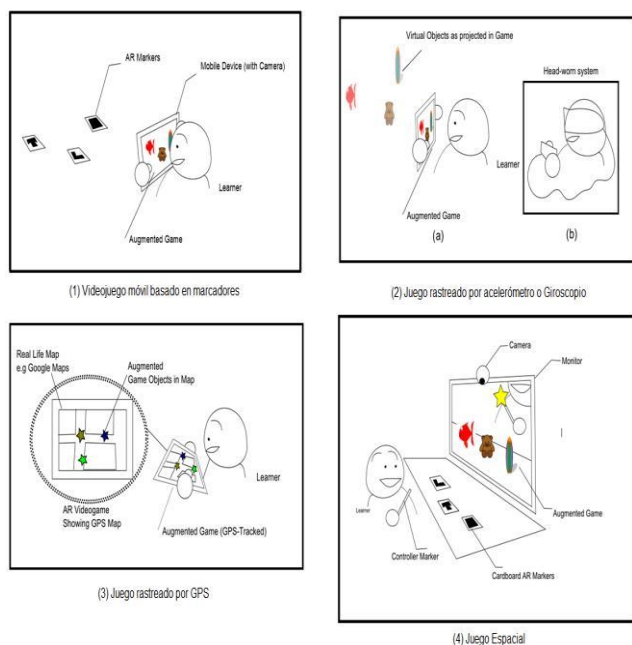 AR Markers
Mobile Device (with Camera)
Learner
Augmented Game
(1) Videojuego móvil basado en marcadores
Virtual Objects as projected in Game
Head-worn system
Learner
Augmented Game
(a)
(b)
(2) Juego rastreado por acelerómetro o Giroscopio
Real Life Map
e.g Google Maps
Augmented
Game Objects in Map
Learner
AR Videogame
Showing GPS Map
Augmented Game (GPS-Tracked)
(3) Juego rastreado por GPS
Camera
Monitor
Learner
Augmented Game
Controller Marker
Cardboard AR Markers
(4) Juego Espacial